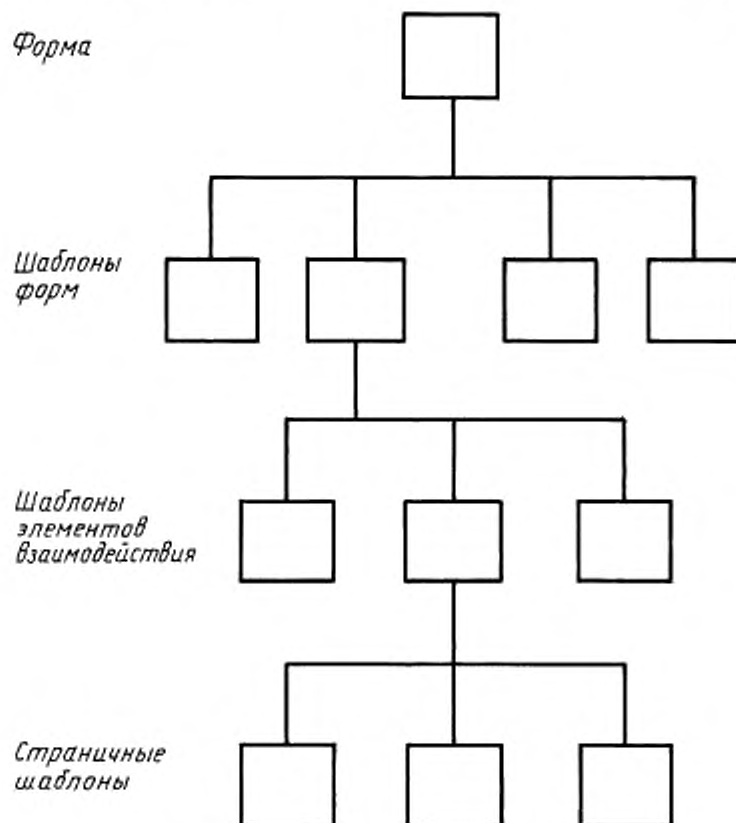 Форма
Шаблоны
форм
Шаблоны
элементов
взаимодействия
Страничные
шаблоны